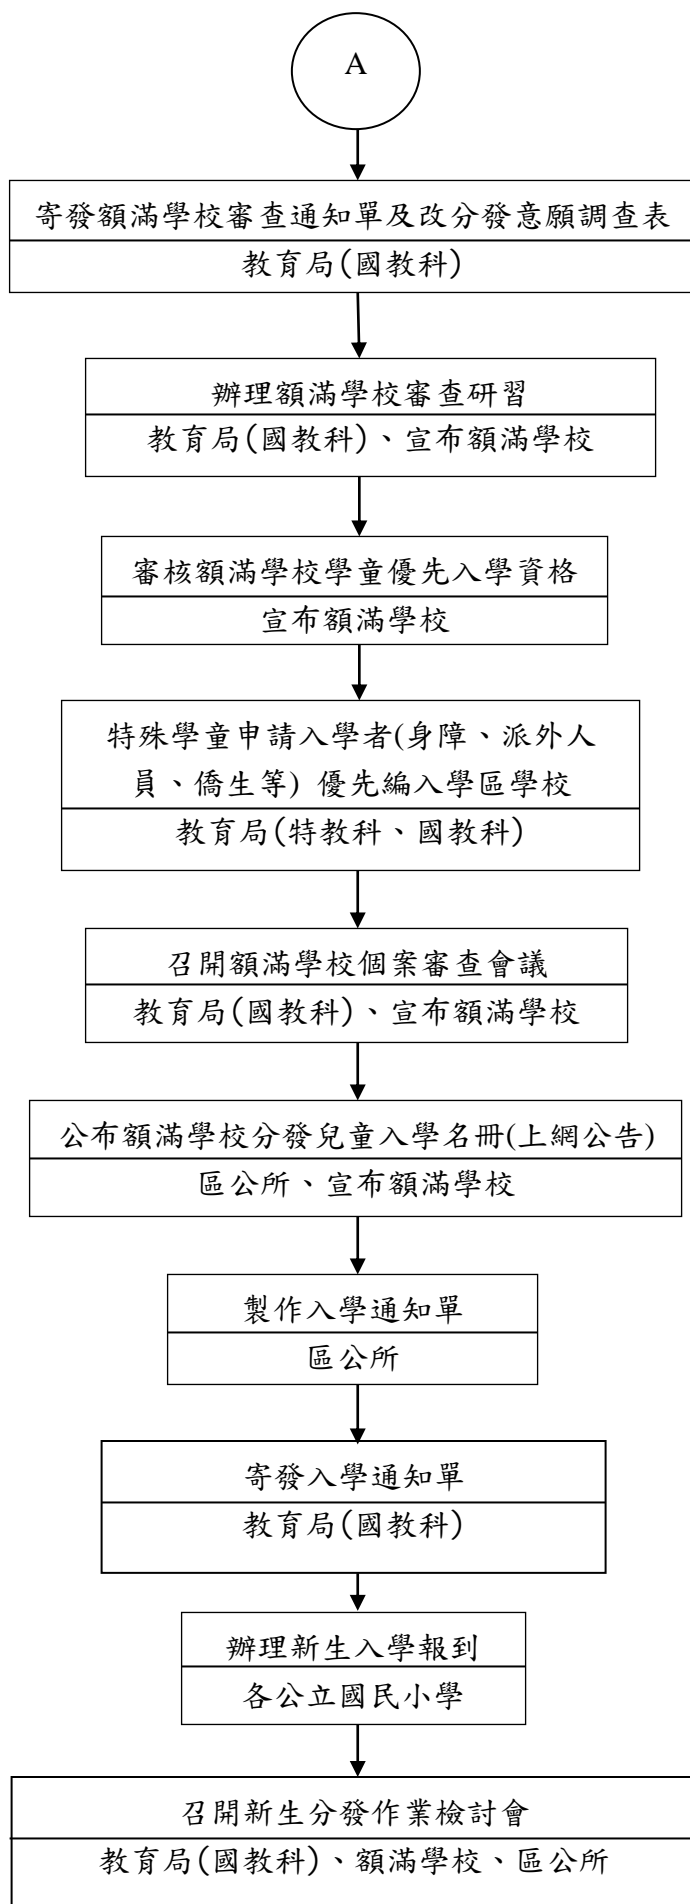 A
寄發額滿學校審查通知單及改分發意願調查表
教育局(國教科)
辦理額滿學校審查研習
教育局(國教科)、宣布額滿學校
審核額滿學校學童優先入學資格
宣布額滿學校
特殊學童申請入學者(身障、派外人
員、僑生等) 優先編入學區學校
教育局(特教科、國教科)
召開額滿學校個案審查會議
教育局(國教科)、宣布額滿學校
公布額滿學校分發兒童入學名冊(上網公告)
區公所、宣布額滿學校
製作入學通知單
區公所
寄發入學通知單
教育局(國教科)
辦理新生入學報到
各公立國民小學
召開新生分發作業檢討會
教育局(國教科)、額滿學校、區公所